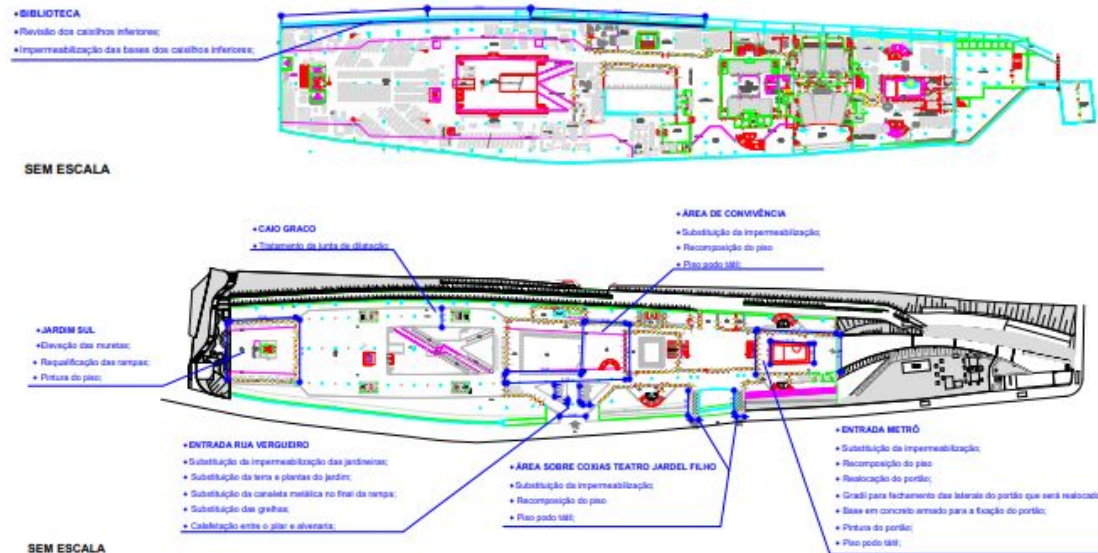 +BIBLIOTECA
+Revisão dos caixilhos inferiores;
+Impermeabilização das bases dos caixilhos inferiores;
SEM ESCALA
+CAIO GRACO
+Tratamento da junta de dilatação;
+ÁREA DE CONVIVÊNCIA
+Substituição da impermeabilização;
+ Recomposição do piso
+ Piso podo tátil;
+JARDIM SUL
+Elevação das muretas;
+ Requalificação das rampas;
+ Pintura do piso;
+ENTRADA RUA VERGUEIRO
+Substituição da impermeabilização das jardineiras;
+ Substituição da terra e plantas do jardim;
+ Substituição da canaleta metálica no final da rampa;
+ Substituição das grelhas;
+ Calafetação entre o pilar e alvenaria;
+ÁREA SOBRE COXIAS TEATRO JARDEL FILHO
+Substituição da impermeabilização;
+ Recomposição do piso
+ Piso podo tátil;
+ENTRADA METRÔ
+ Substituição da impermeabilização;
+ Recomposição do piso
+ Realocação do portão;
+ Gradil para fechamento das laterais do portão que será realocado
+ Base em concreto armado para a fixação do portão;
+ Pintura do portão;
+ Piso podo tátil;
SEM ESCALA